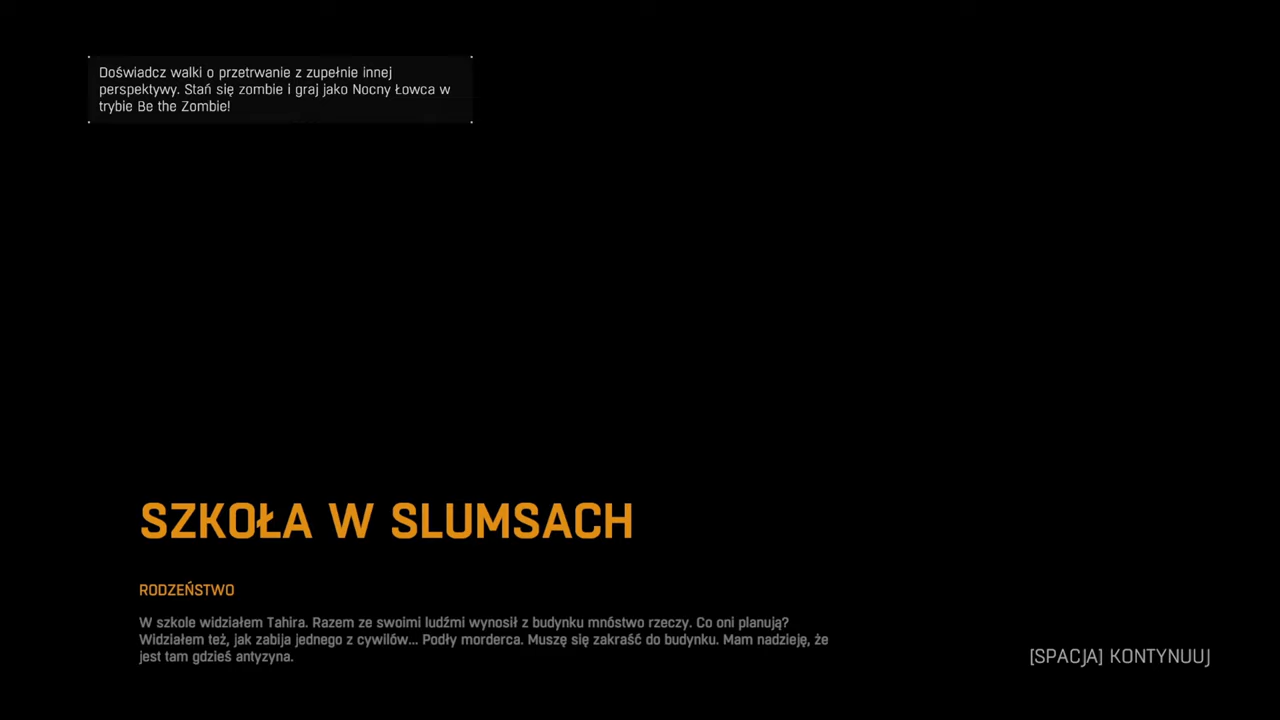 Doświadcz walki o przetrwanie z zupełnie innej
perspektywy. Stań się zombie i graj jako Nocny Łowca w
trybie Be the Zombie!
SZKOŁA W SLUMSACH
RODZEŃSTWO
W szkole widziałem Tahira. Razem ze swoimi ludźmi wynosił z budynku mnóstwo rzeczy. Co oni planują?
Widziałem też, jak zabija jednego z cywilów... Podły morderca. Muszę się zakraść do budynku. Mam nadzieję, że
jest tam gdzieś antyzyna.
[SPACJA] KONTYNUUJ